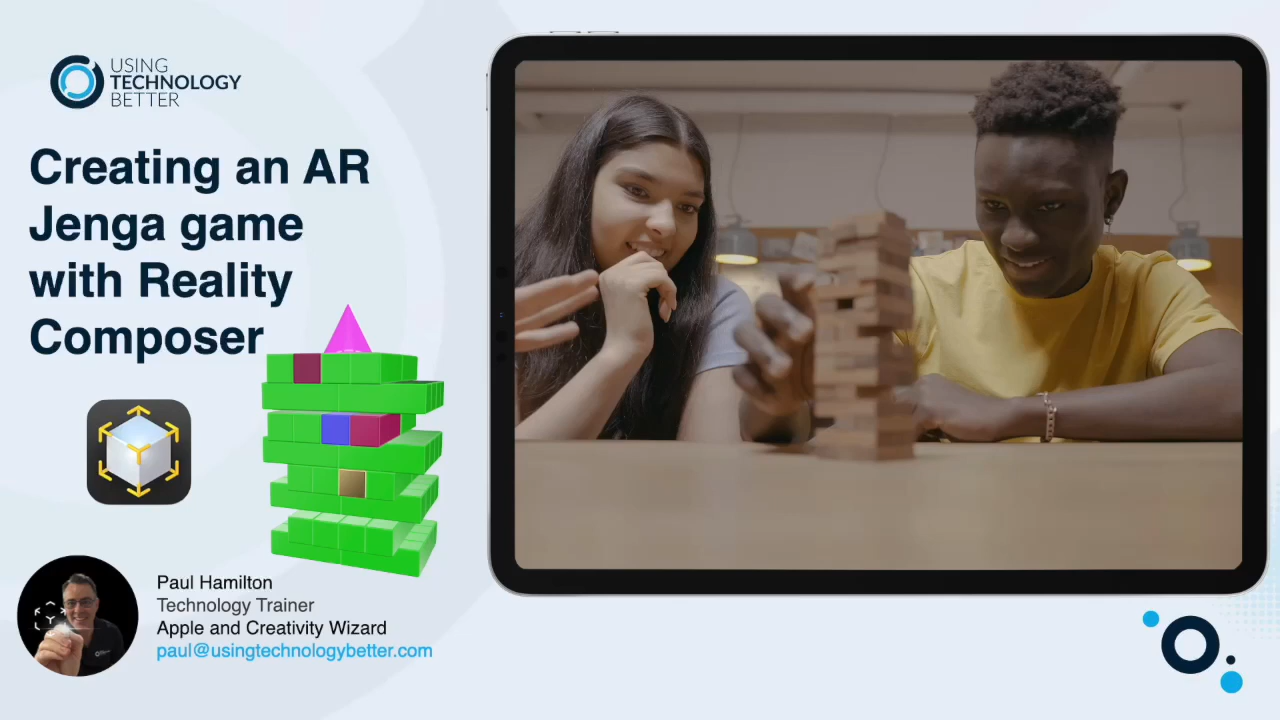 USING
TECHNOLOGY
BETTER
Creating an AR
Jenga game
with Reality
Composer
Paul Hamilton
Technology Trainer
Apple and Creativity Wizard
paul@usingtechnologybetter.com